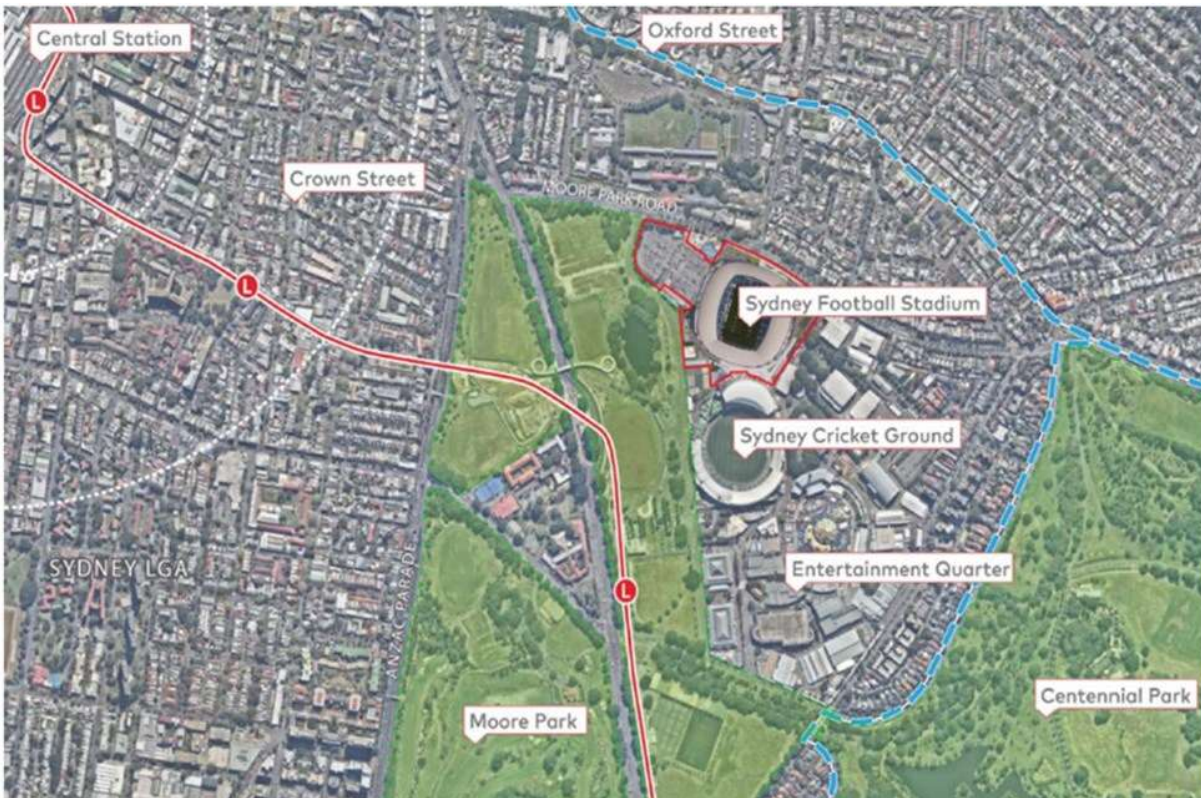 Central Station
Oxford Street
L
Crown Street
MOORE PARK ROAD
L
Sydney Football Stadium
Sydney Cricket Ground
SYDNEY LGA
ANZAC PARADE
Entertainment Quarter
L
Moore Park
Centennial Park